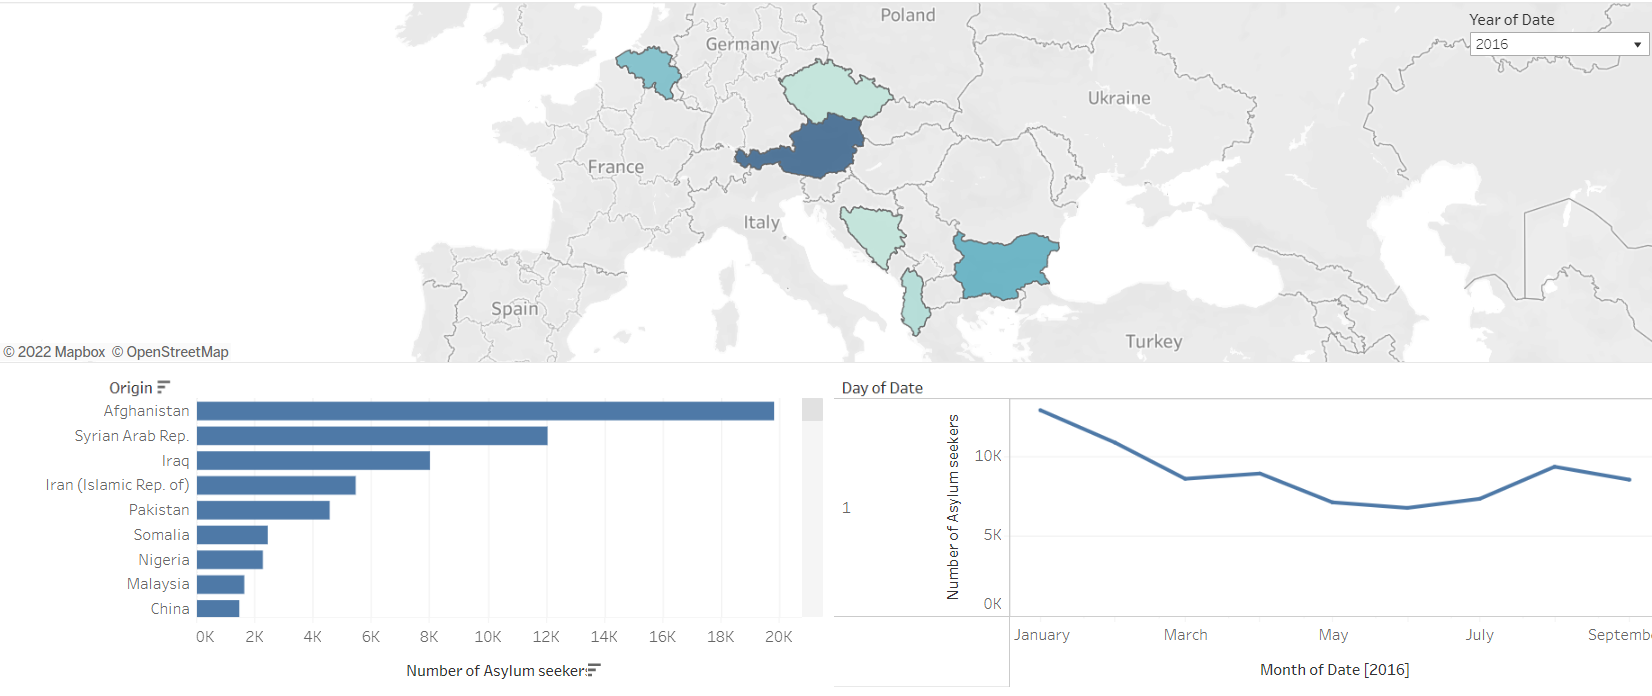 Poland
Year of Date
2016
Germany
Ukraine
France
Italy
Spain
Turkey
© 2022 Mapbox © OpenStreetMap
Origin
Afghanistan
Syrian Arab Rep.
Iraq
Iran (Islamic Rep. of)
Pakistan
Somalia
Nigeria
Malaysia
China
0K 2K 4K 6K 8K 10K 12K 14K 16K 18K 20K
Number of Asylum seekers
Day of Date
1
Number of Asylum seekers
10K
5K
0K
January March May July Septemb
Month of Date [2016]